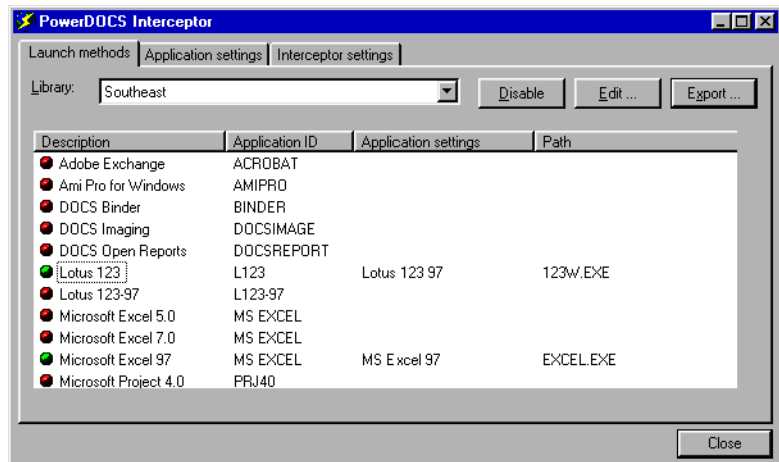 PowerDOCS Interceptor
Launch methods Application settings Interceptor settings
Library: Southeast Disable Edit ... Export ...
Description Application ID Application settings Path
Adobe Exchange ACROBAT
Ami Pro for Windows AMIPRO
DOCS Binder BINDER
DOCS Imaging DOCSIMAGE
DOCS Open Reports DOCSREPORT
Lotus 123 L123 Lotus 123 97 123W.EXE
Lotus 123-97 L123-97
Microsoft Excel 5.0 MS EXCEL
Microsoft Excel 7.0 MS EXCEL
Microsoft Excel 97 MS EXCEL MS Excel 97 EXCEL.EXE
Microsoft Project 4.0 PRJ40
Close